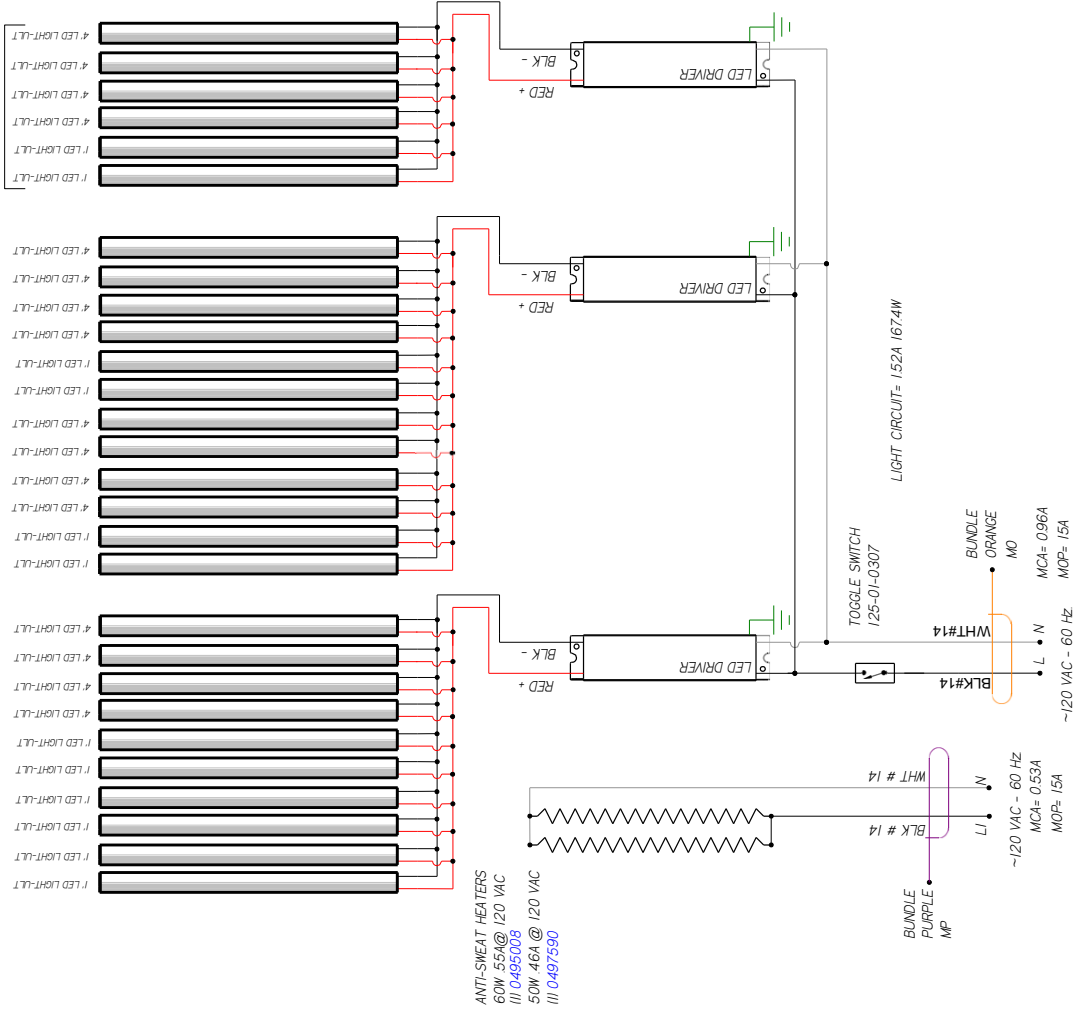 4' LED LIGHT-ULT
4' LED LIGHT-ULT
4' LED LIGHT-ULT
4' LED LIGHT-ULT
1' LED LIGHT-ULT
1' LED LIGHT-ULT
BLK -
RED +
LED DRIVER
4' LED LIGHT-ULT
4' LED LIGHT-ULT
4' LED LIGHT-ULT
4' LED LIGHT-ULT
1' LED LIGHT-ULT
1' LED LIGHT-ULT
4' LED LIGHT-ULT
4' LED LIGHT-ULT
4' LED LIGHT-ULT
4' LED LIGHT-ULT
1' LED LIGHT-ULT
1' LED LIGHT-ULT
BLK -
RED +
LED DRIVER
LIGHT CIRCUIT= 1.52A 167.4W
4' LED LIGHT-ULT
4' LED LIGHT-ULT
4' LED LIGHT-ULT
4' LED LIGHT-ULT
1' LED LIGHT-ULT
1' LED LIGHT-ULT
1' LED LIGHT-ULT
1' LED LIGHT-ULT
1' LED LIGHT-ULT
1' LED LIGHT-ULT
BLK -
RED +
LED DRIVER
TOGGLE SWITCH
125-01-0307
BUNDLE
ORANGE
MO
WHT#14
BLK#14
N
L
MCA= 0.96A
MOP= 15A
~120 VAC - 60 Hz
ANTI-SWEAT HEATERS
60W .55A@ 120 VAC
111 0495008
50W .46A @ 120 VAC
111 0497590
WHT # 14
BLK # 14
N
L1
~120 VAC - 60 HZ
MCA= 0.53A
MOP= 15A
BUNDLE
PURPLE
MP